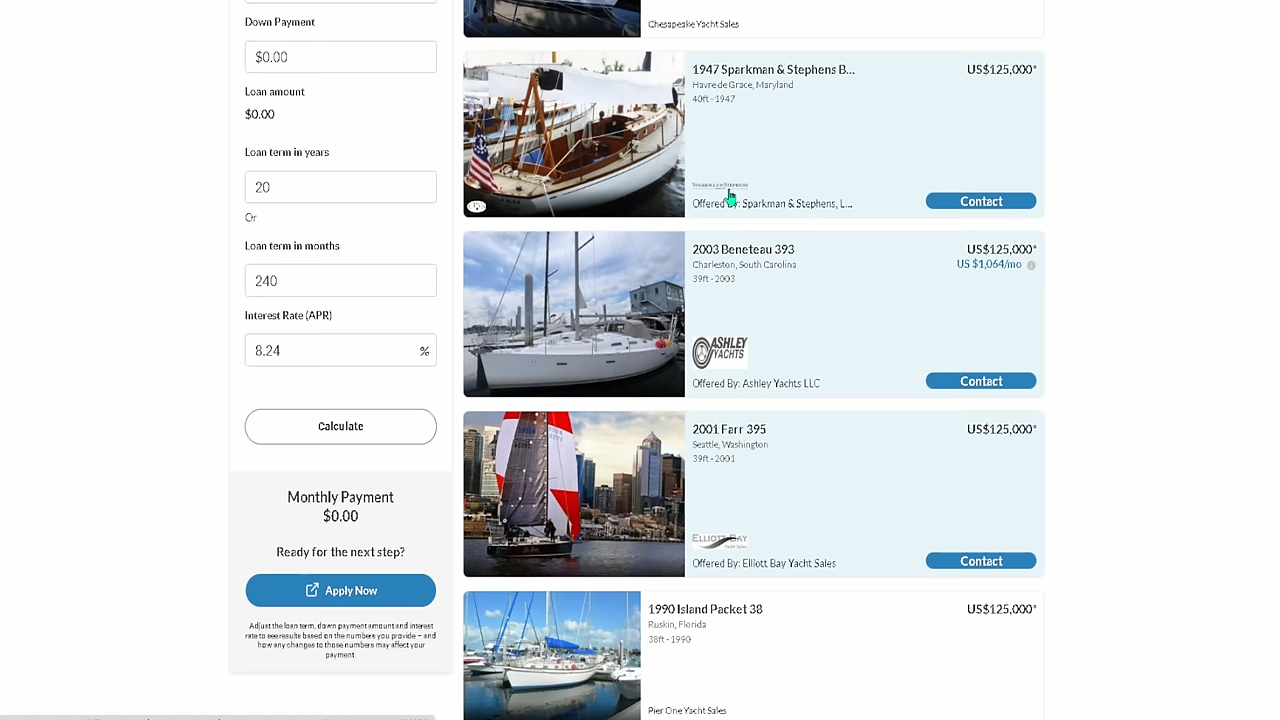 Down Payment
$0.00
Loan amount
$0.00
Loan term in years
20
Or
Loan term in months
240
Interest Rate (APR)
8.24 %
Calculate
Monthly Payment
$0.00
Ready for the next step?
Apply Now
Adjust the loan term, down payment amount and interest
rate to see results based on the numbers you provide – and
how any changes to those numbers may affect your
payment.
Chesapeake Yacht Sales
1947 Sparkman & Stephens B...
US$125,000*
Havre de Grace, Maryland
40ft - 1947
SPARKMAN & STEPHENS
Offered By: Sparkman & Stephens, L...
Contact
2003 Beneteau 393
US$125,000*
Charleston, South Carolina
US $1,064/mo
39ft - 2003
ASHLEY
YACHTS
Offered By: Ashley Yachts LLC
Contact
2001 Farr 395
US$125,000*
Seattle, Washington
39ft - 2001
ELLIOTT BAY
Yacht Sales
Offered By: Elliott Bay Yacht Sales
Contact
1990 Island Packet 38
US$125,000*
Ruskin, Florida
38ft - 1990
Pier One Yacht Sales